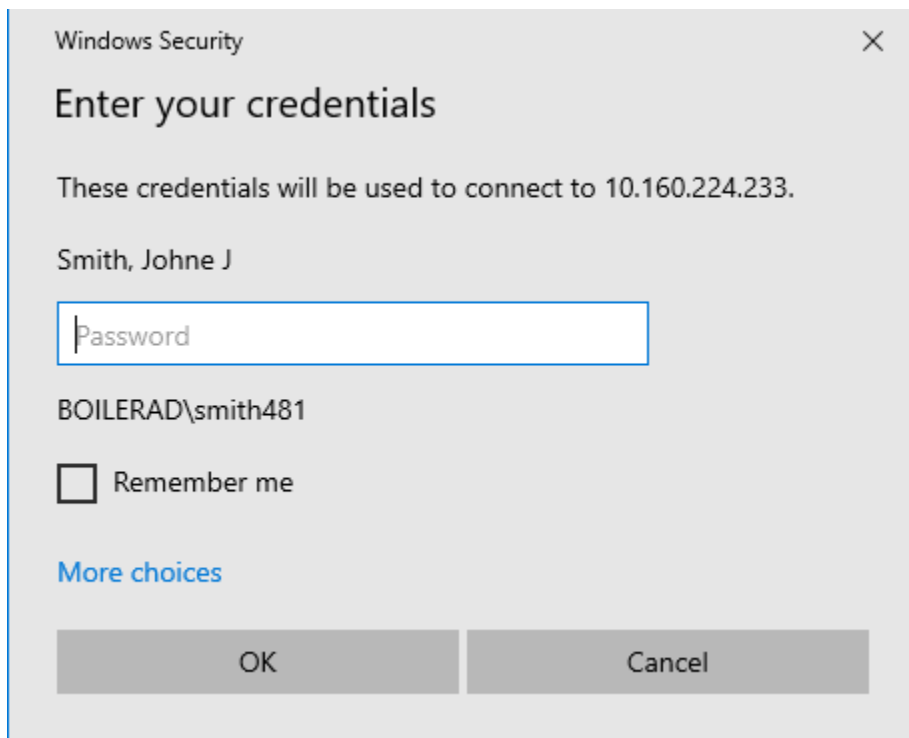 Windows Security
Enter your credentials
These credentials will be used to connect to 10.160.224.233.
Smith, Johne J
Password
BOILERAD\smith481
Remember me
More choices
OK
Cancel